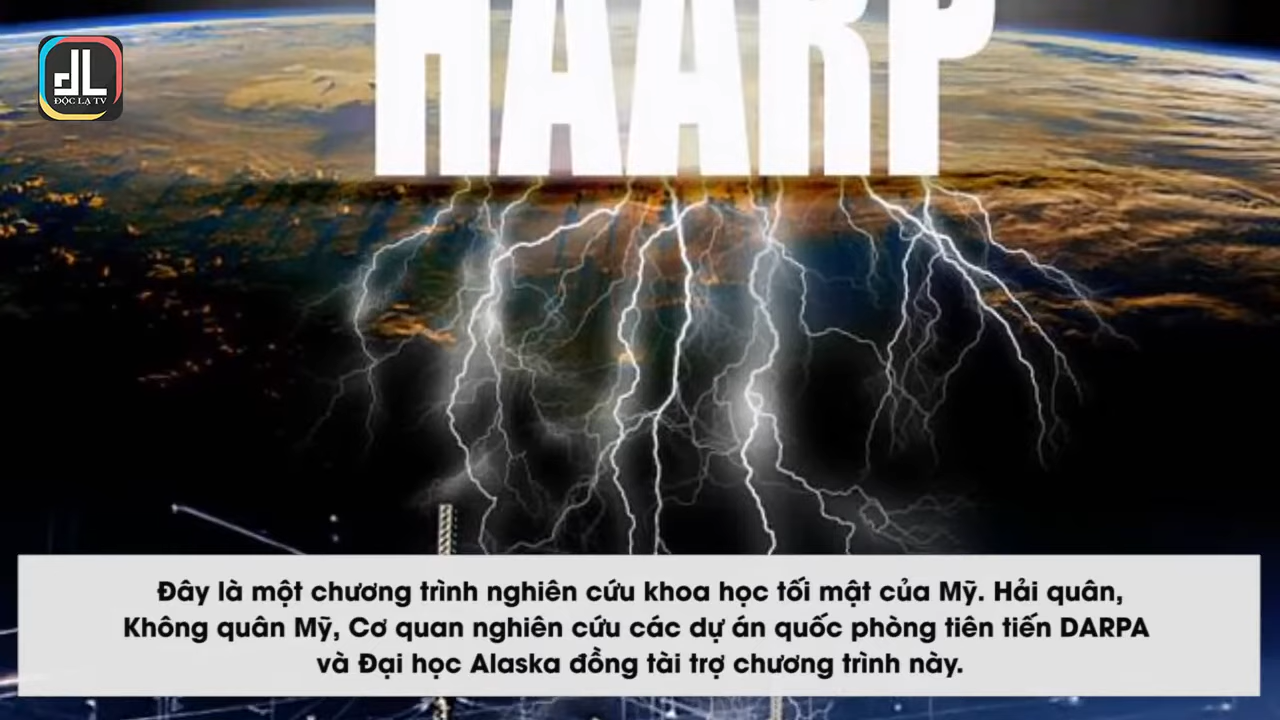 HAARP
ĐỘC LẠ TV
Đây là một chương trình nghiên cứu khoa học tối mật của Mỹ. Hải quân,
Không quân Mỹ, Cơ quan nghiên cứu các dự án quốc phòng tiên tiến DARPA
và Đại học Alaska đồng tài trợ chương trình này.